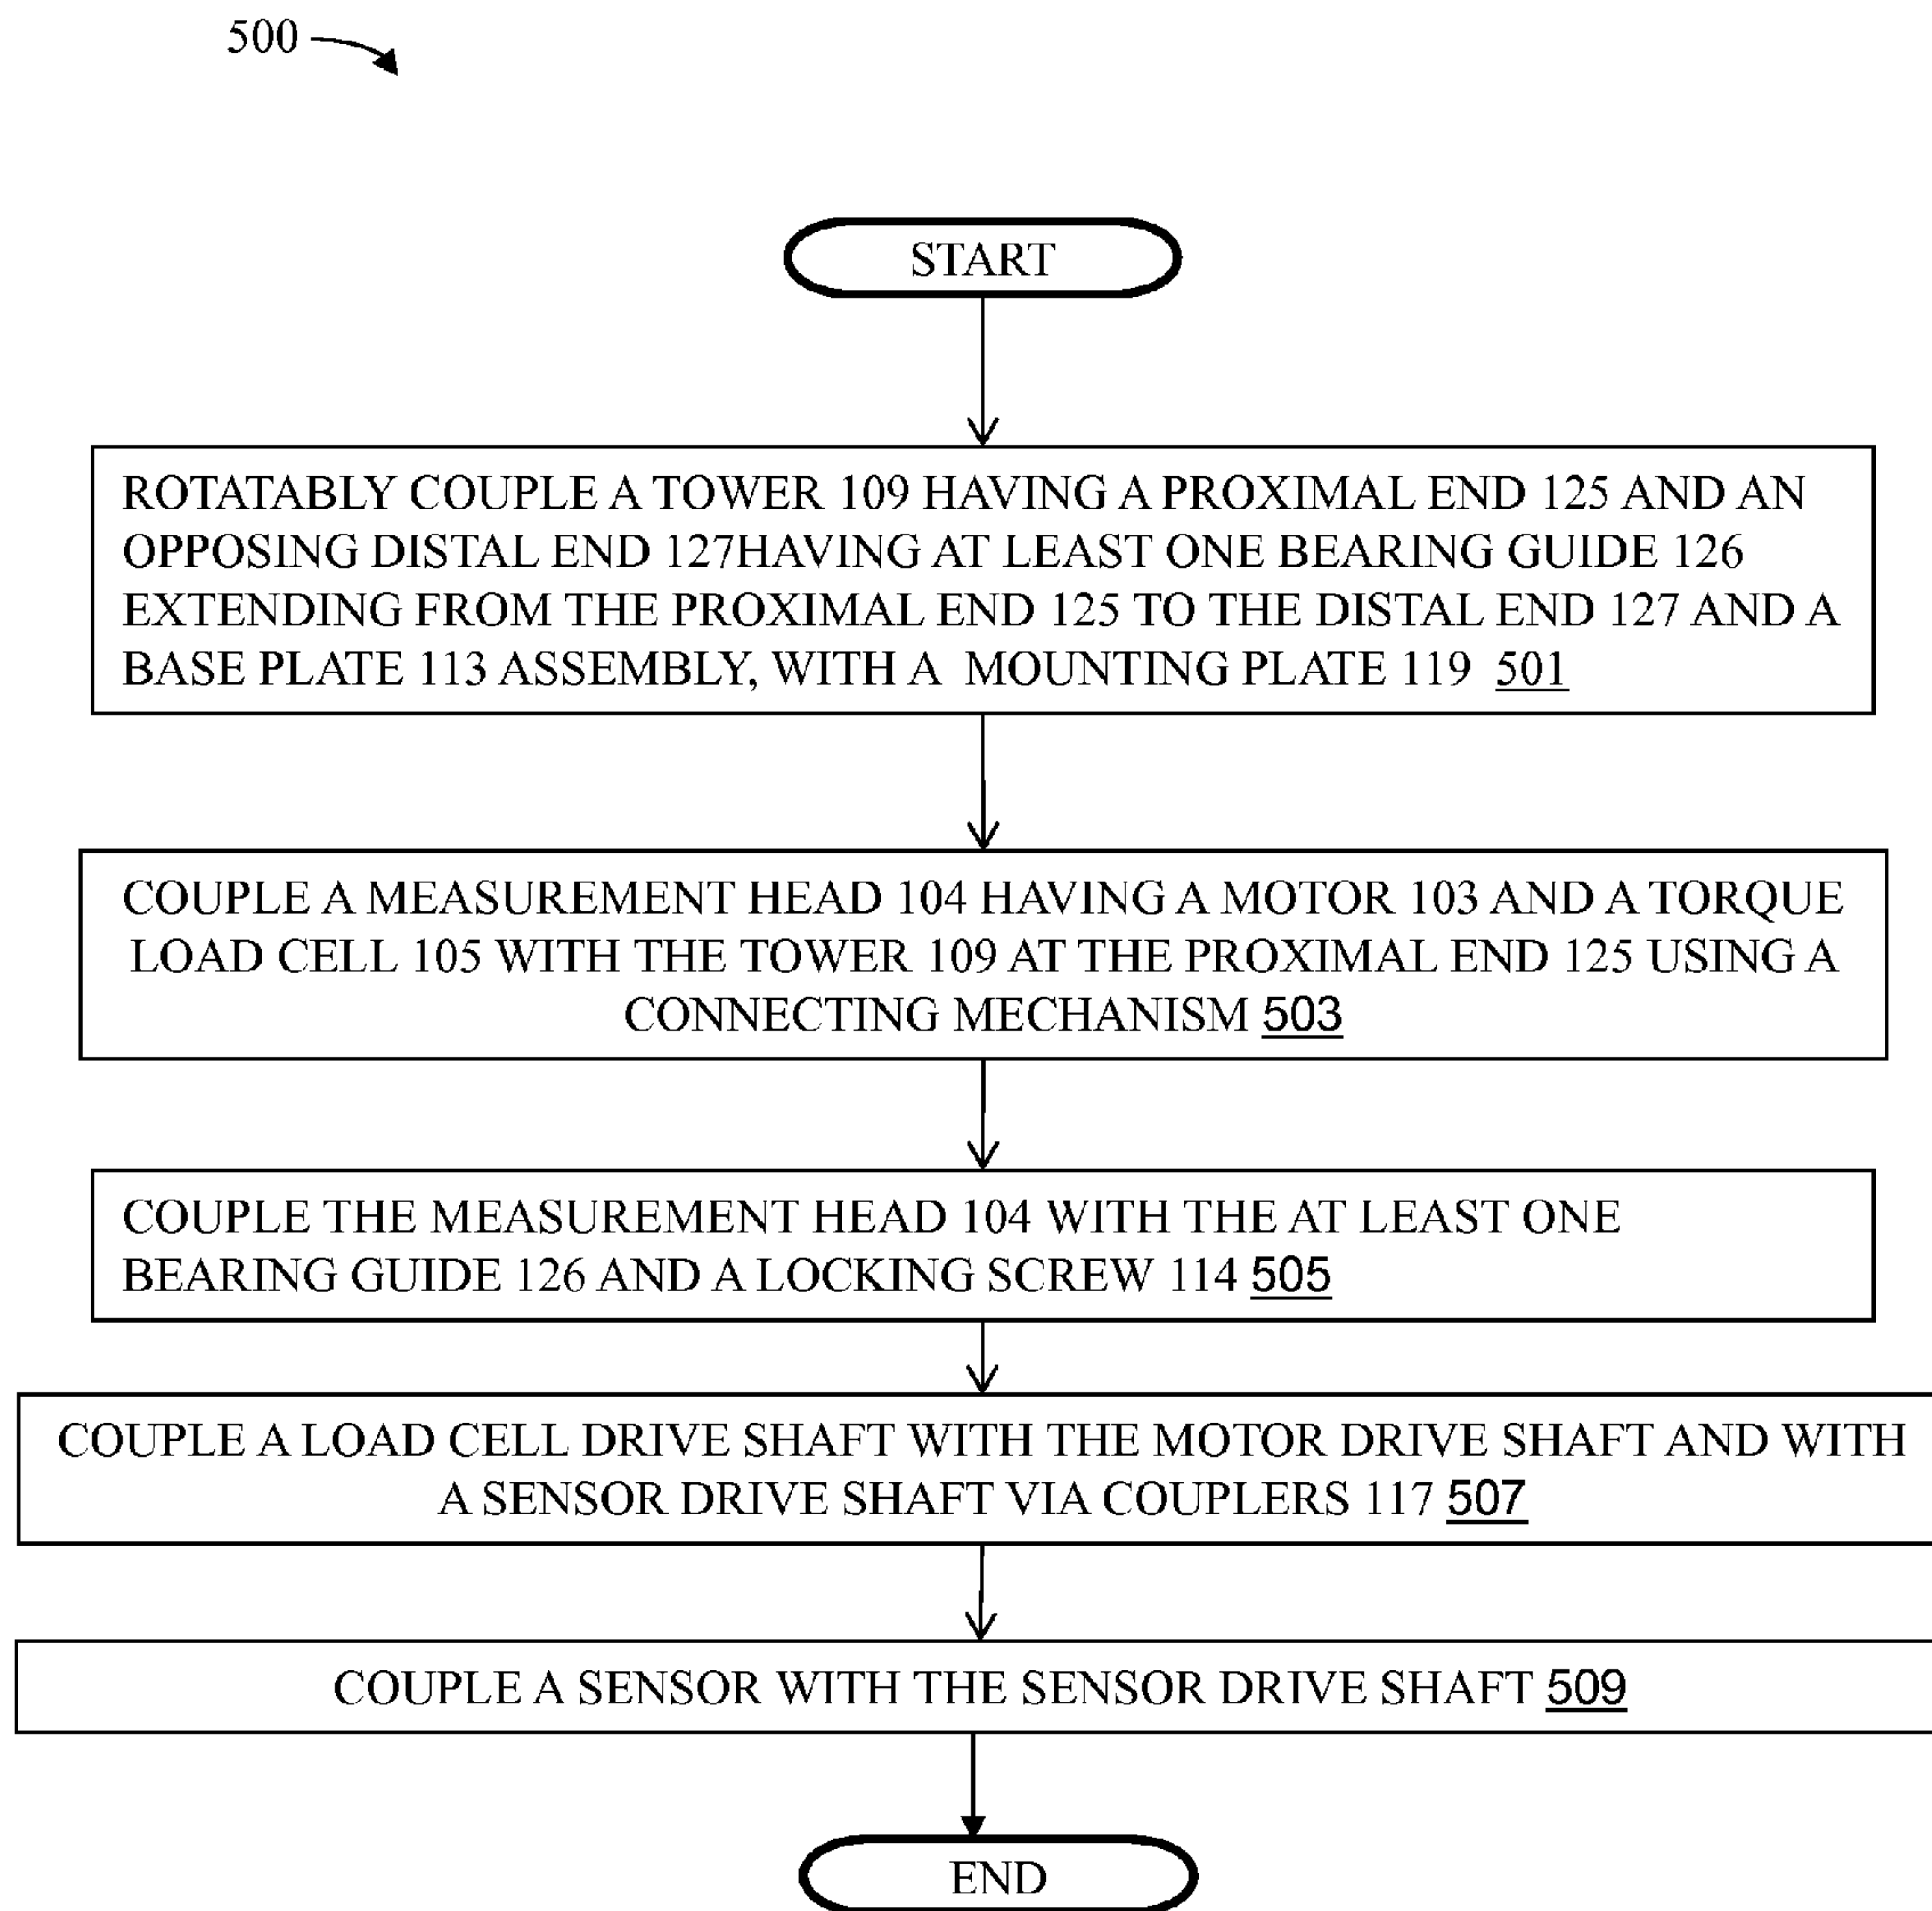 500
START
ROTATABLY COUPLE A TOWER 109 HAVING A PROXIMAL END 125 AND AN
OPPOSING DISTAL END 127HAVING AT LEAST ONE BEARING GUIDE 126
EXTENDING FROM THE PROXIMAL END 125 TO THE DISTAL END 127 AND A
BASE PLATE 113 ASSEMBLY, WITH A MOUNTING PLATE 119 501
COUPLE A MEASUREMENT HEAD 104 HAVING A MOTOR 103 AND A TORQUE
LOAD CELL 105 WITH THE TOWER 109 AT THE PROXIMAL END 125 USING A
CONNECTING MECHANISM 503
COUPLE THE MEASUREMENT HEAD 104 WITH THE AT LEAST ONE
BEARING GUIDE 126 AND A LOCKING SCREW 114 505
COUPLE A LOAD CELL DRIVE SHAFT WITH THE MOTOR DRIVE SHAFT AND WITH
A SENSOR DRIVE SHAFT VIA COUPLERS 117 507
COUPLE A SENSOR WITH THE SENSOR DRIVE SHAFT 509
END